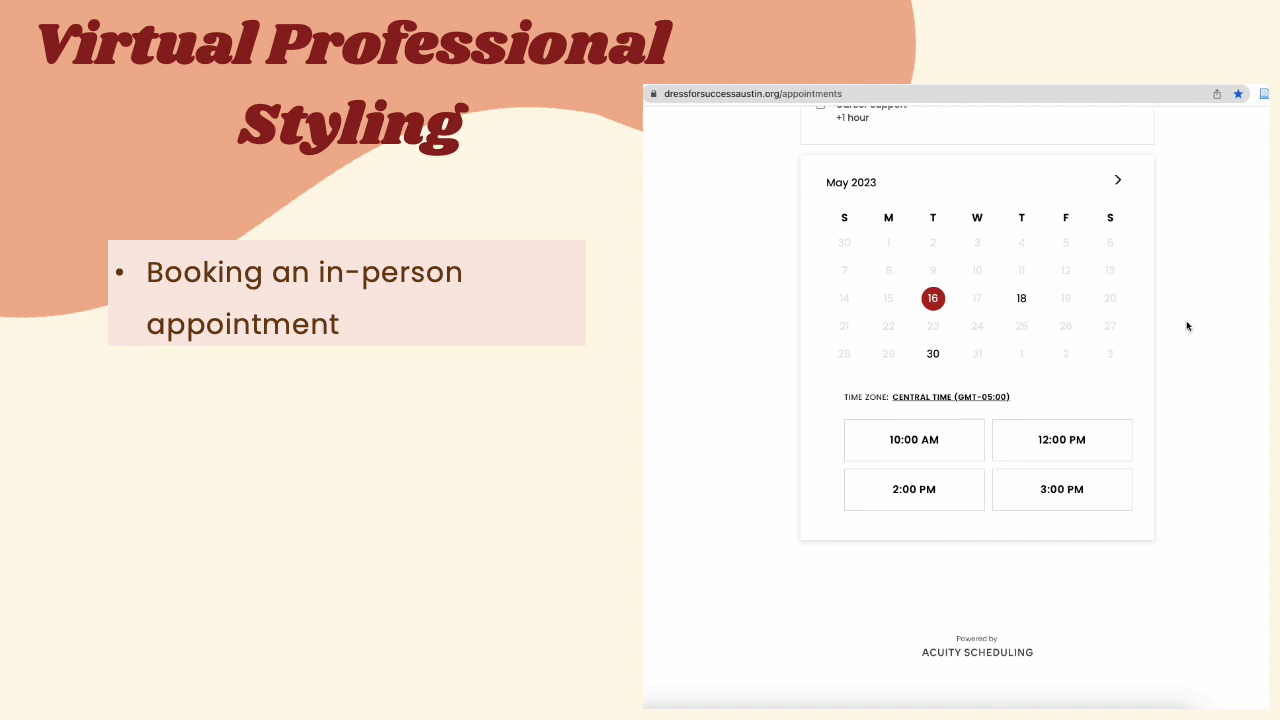 Virtual Professional
Styling
• Booking an in-person
appointment
dressforsuccessaustin.org/appointments
Career Support
+1 hour
May 2023
S M T W T F S
30 1 2 3 4 5 6
7 8 9 10 11 12 13
14 15 16 17 18 19 20
21 22 23 24 25 26 27
28 29 30 31 1 2 3
TIME ZONE: CENTRAL TIME (GMT-05:00)
10:00 AM 12:00 PM
2:00 PM 3:00 PM
Powered by
ACUITY SCHEDULING